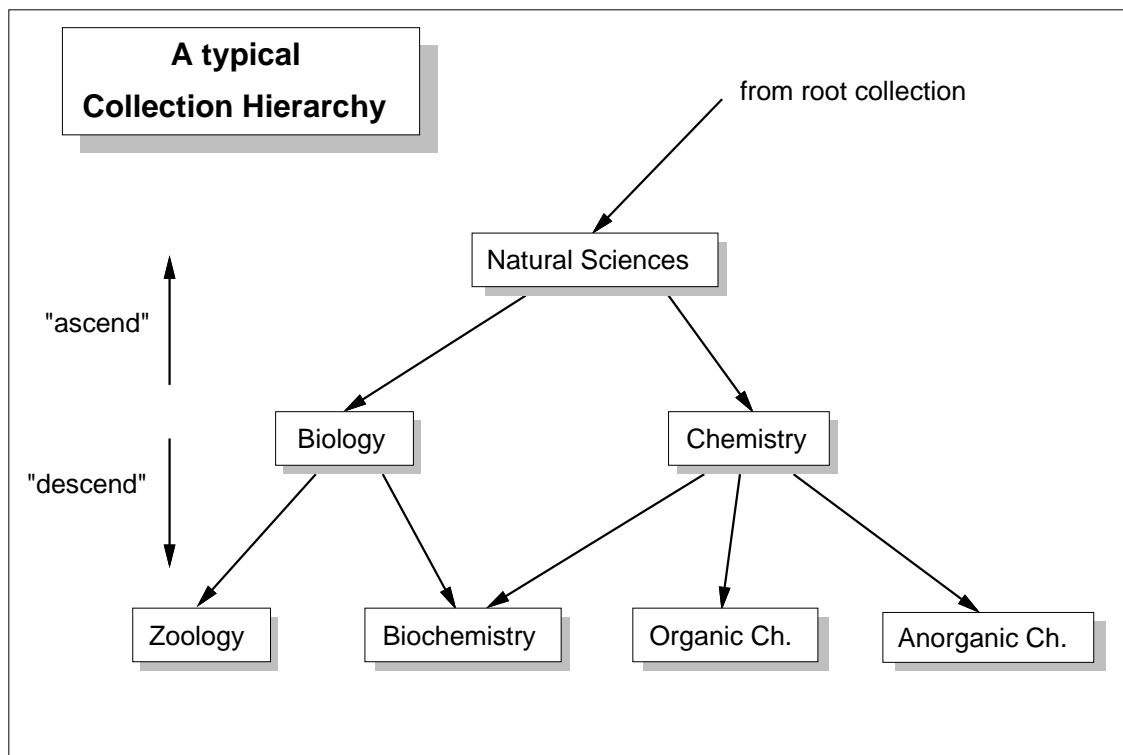 A typical
Collection Hierarchy
from root collection
Natural Sciences
"ascend"
Biology
Chemistry
"descend"
Zoology
Biochemistry
Organic Ch.
Anorganic Ch.